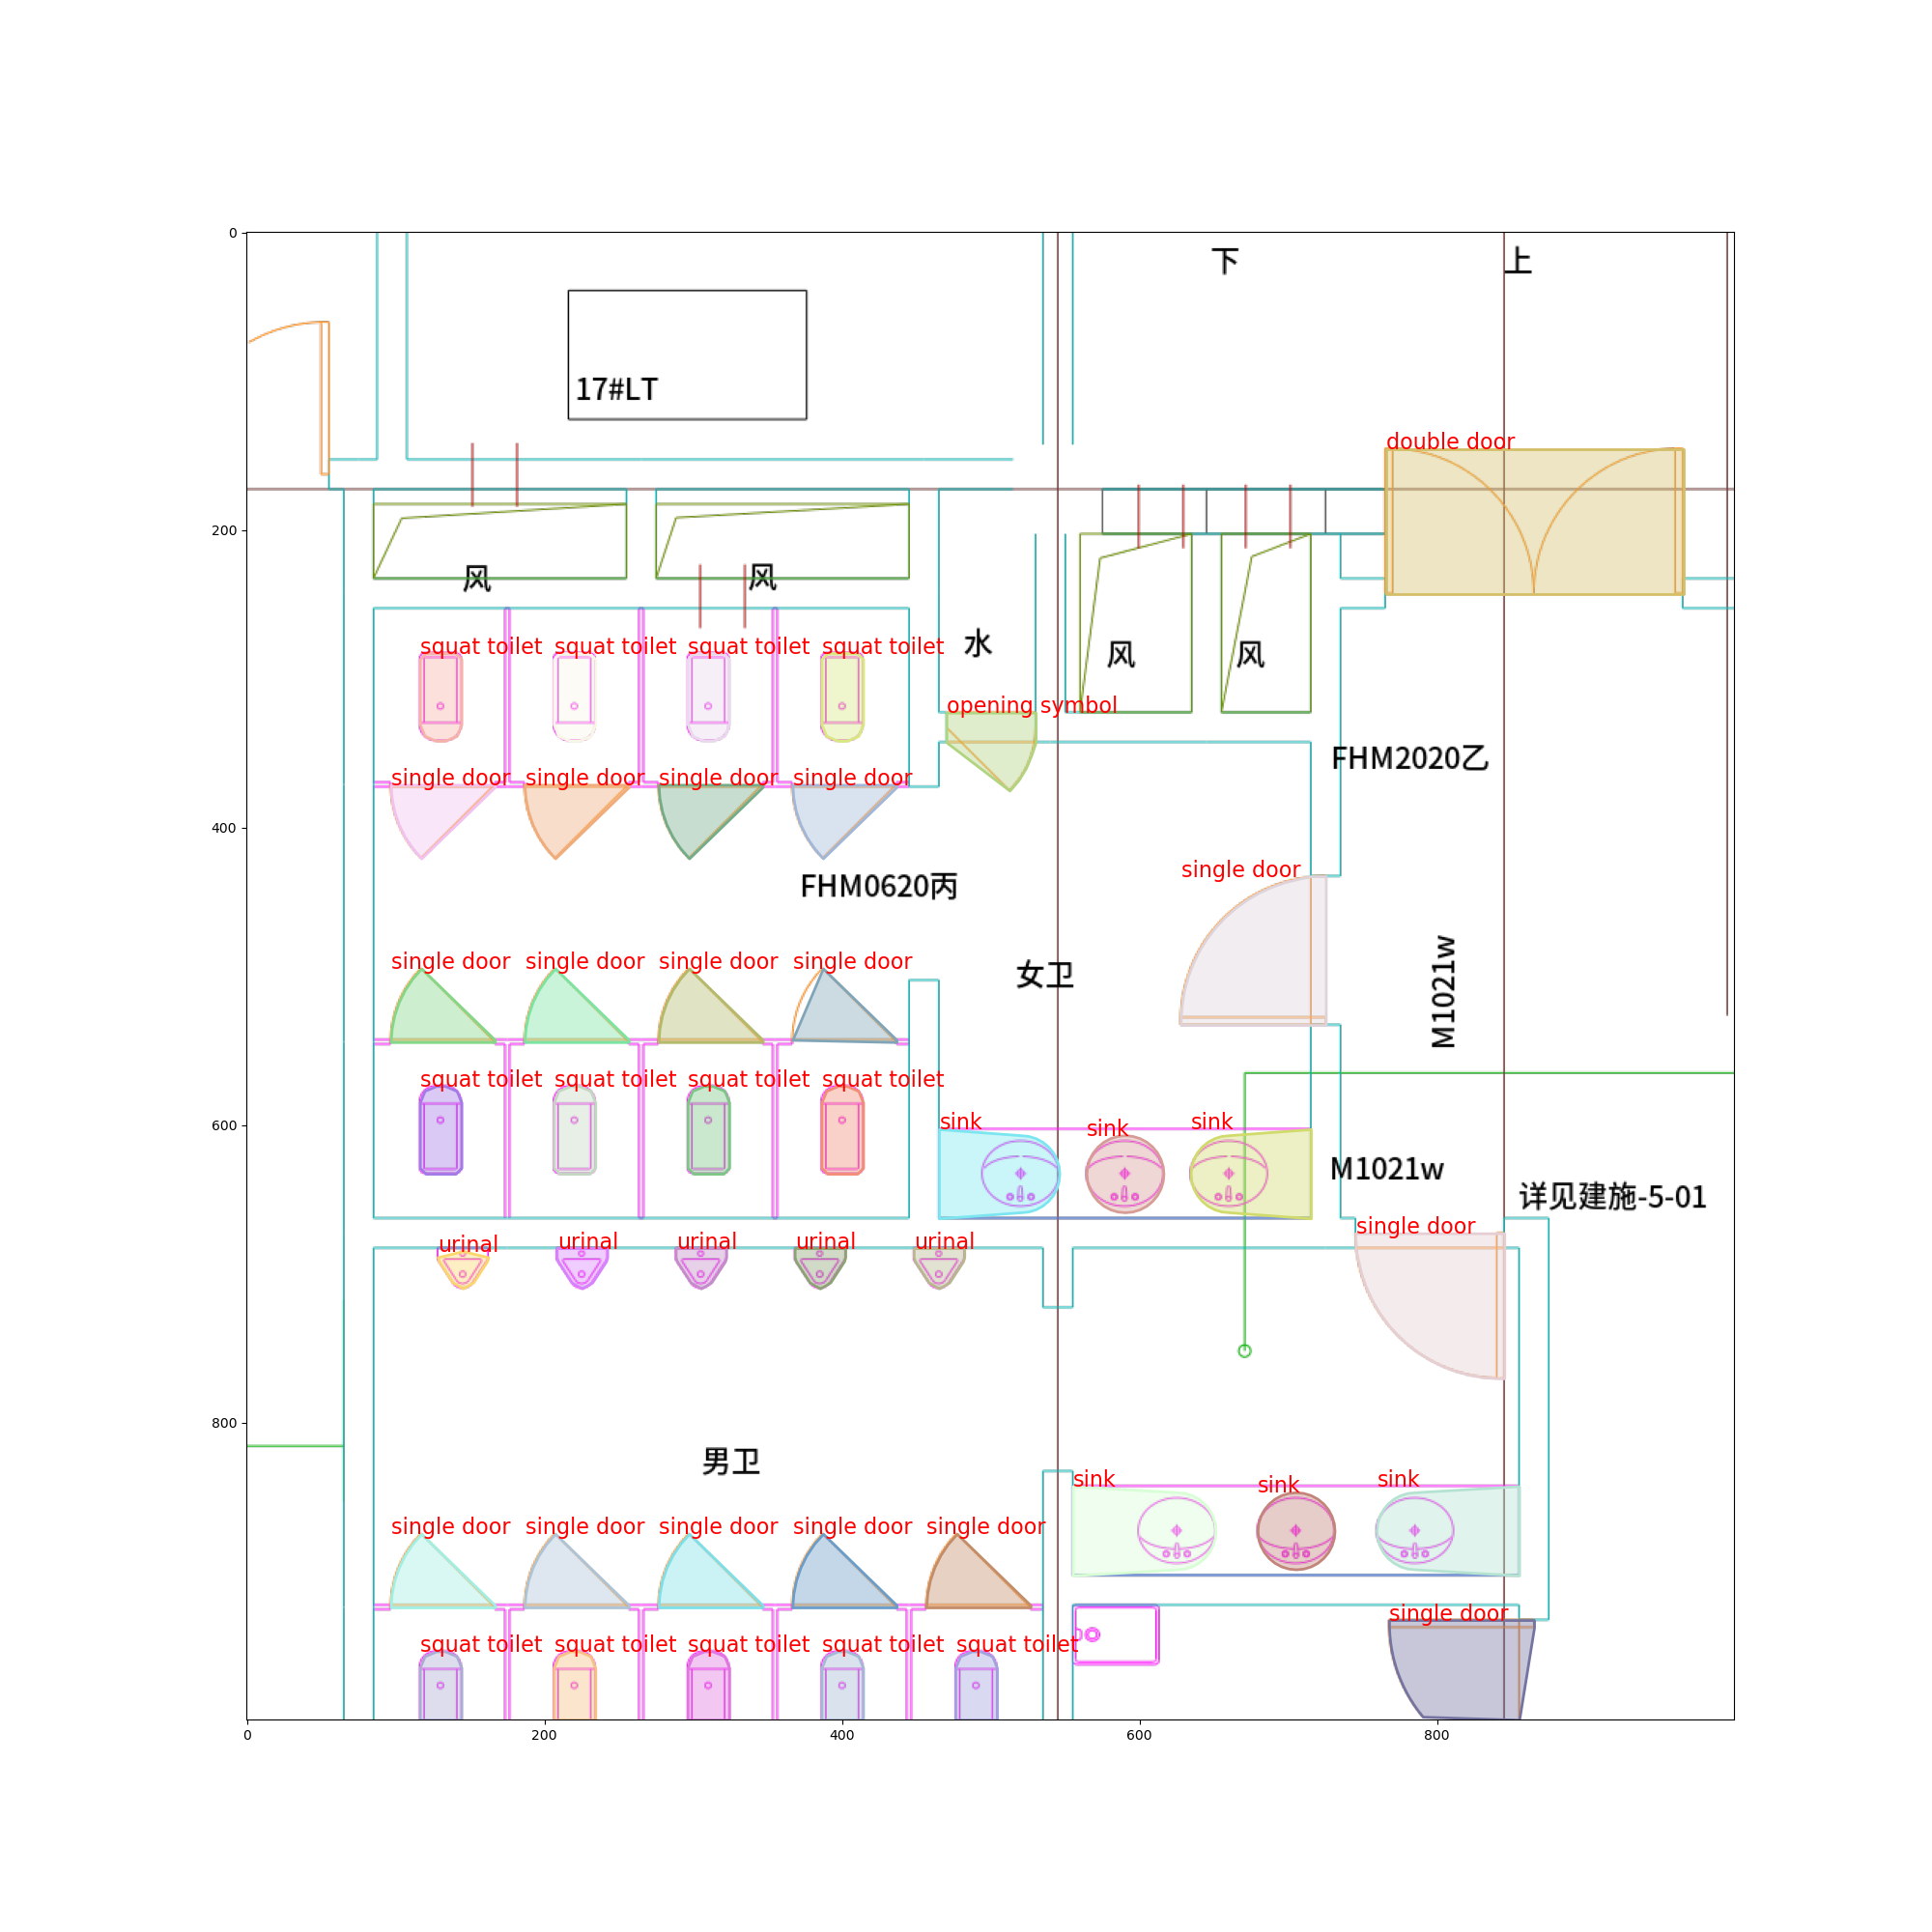 0
下
上
17#LT
double door
200
风
风
squat toilet squat toilet squat toilet squat toilet
水
风
风
opening symbol
FHM2020乙
single door single door single door single door
400
single door
FHM0620丙
single door single door single door single door
女卫
M1021w
squat toilet squat toilet squat toilet squat toilet
600
sink
sink
sink
M1021w
详见建施-5-01
single door
urinal urinal urinal urinal urinal
800
男卫
sink
sink
sink
single door single door single door single door single door
single door
squat toilet squat toilet squat toilet squat toilet squat toilet
0 200 400 600 800